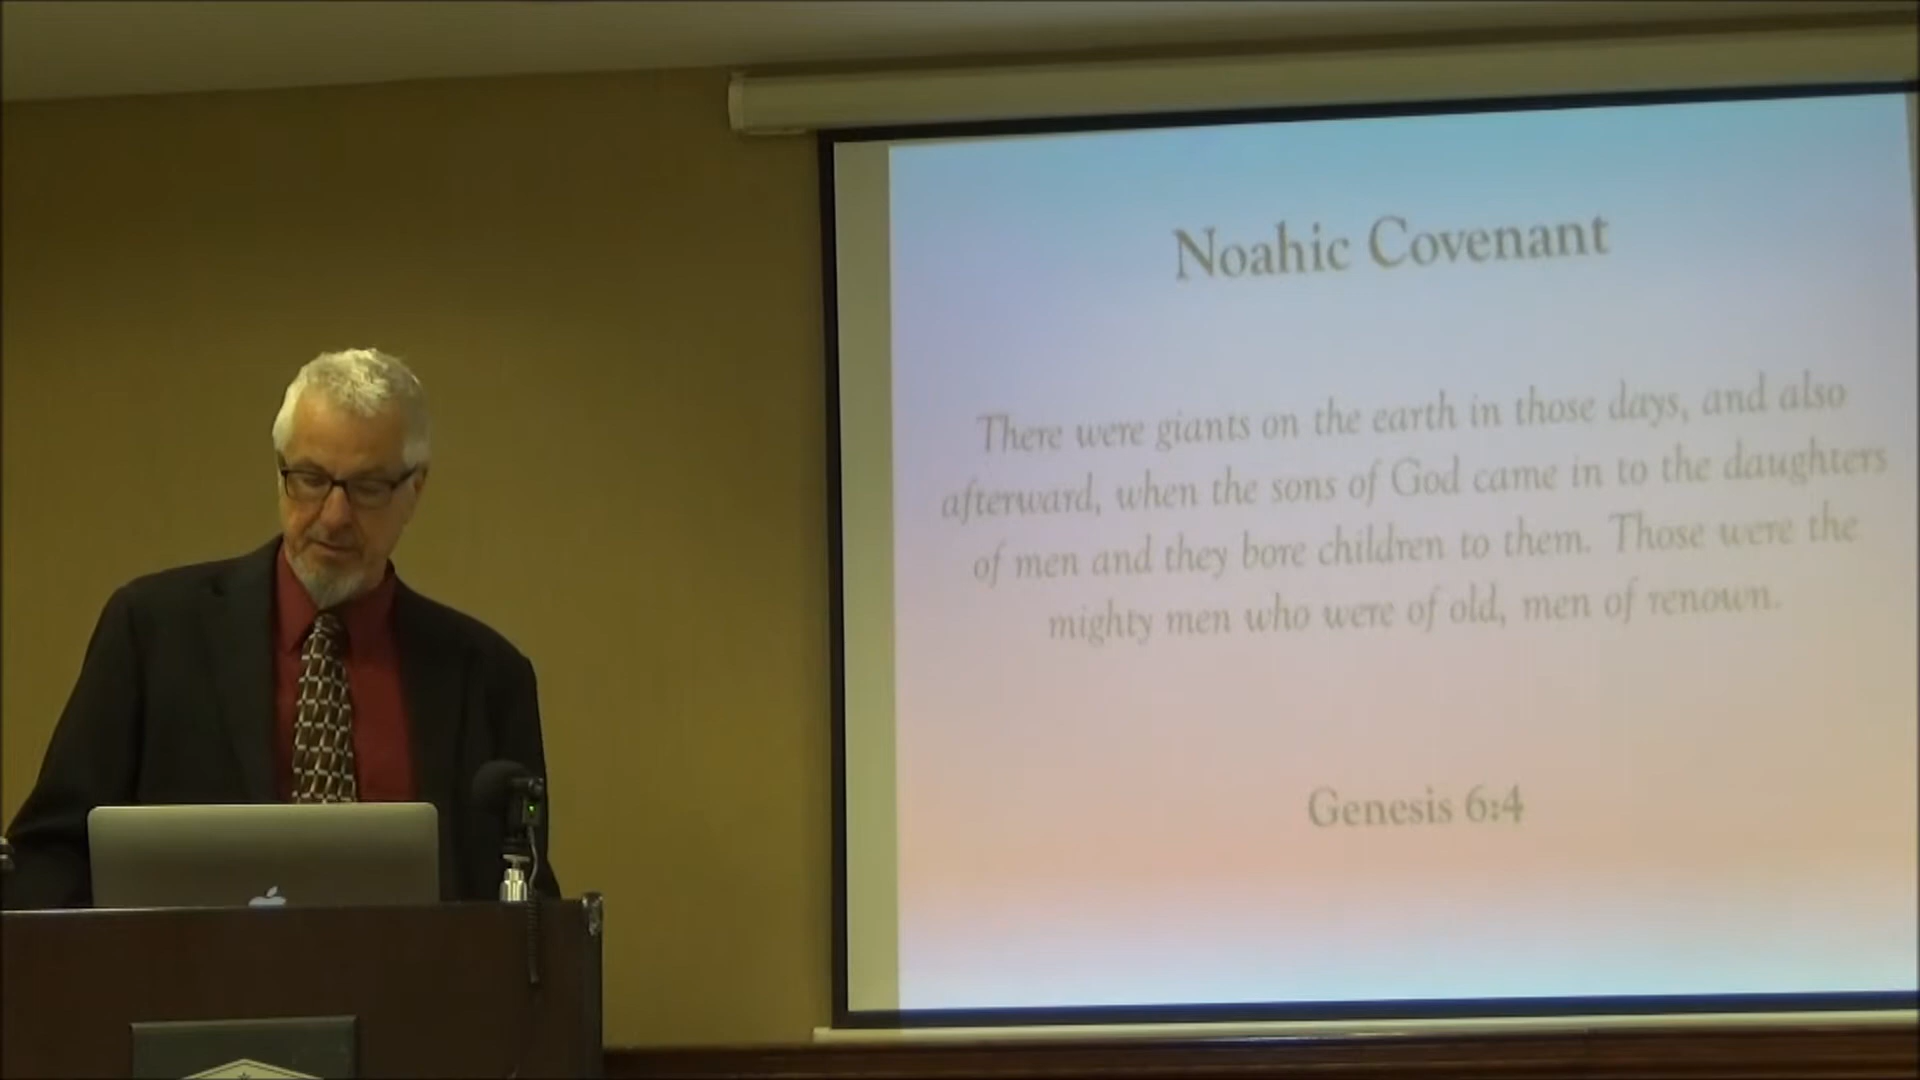 Noahic Covenant
There were giants on the earth in those days, and also
afterward, when the sons of God came in to the daughters
of men and they bore children to them. Those were the
mighty men who were of old, men of renown.
Genesis 6:4